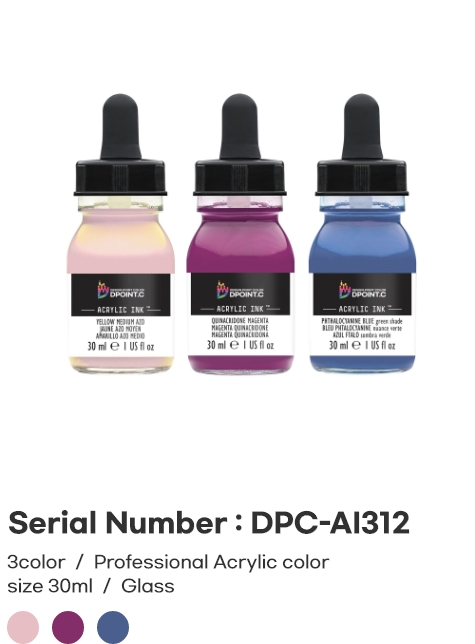 DPOINT.C
ACRYLIC INK
YELLOW MEDIUM AZO
JAUNE AZO MOYEN
AMARILLO AZO MEDIO
30 ml ℮ 1 US fl oz
DPOINT.C
ACRYLIC INK
QUINACRIDONE MAGENTA
MAGENTA QUINACRIDONE
MAGENTA QUINACRIDONA
30 ml ℮ 1 US fl oz
DPOINT.C
ACRYLIC INK
PHTHALOCYANINE BLUE green shade
BLEU PHTALOCYANINE nuance verte
AZUL FTALO sombra verde
30 ml ℮ 1 US fl oz
Serial Number : DPC-AI312
3color / Professional Acrylic color
size 30ml / Glass